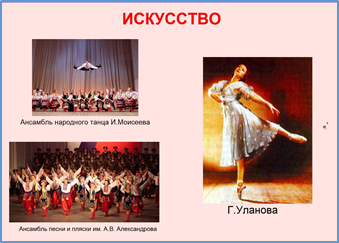 ИСКУССТВО
Ансамбль народного танца И.Моисеева
Ансамбль песни и пляски им. А.В. Александрова
Г.Уланова